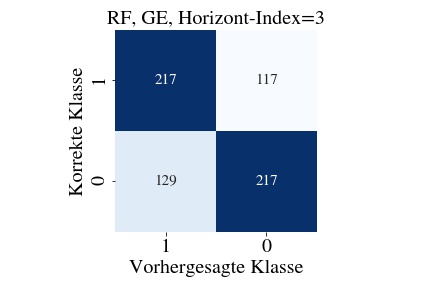 RF, GE, Horizont-Index=3
Korrekte Klasse
1
217
117
0
129
217
1
0
Vorhergesagte Klasse